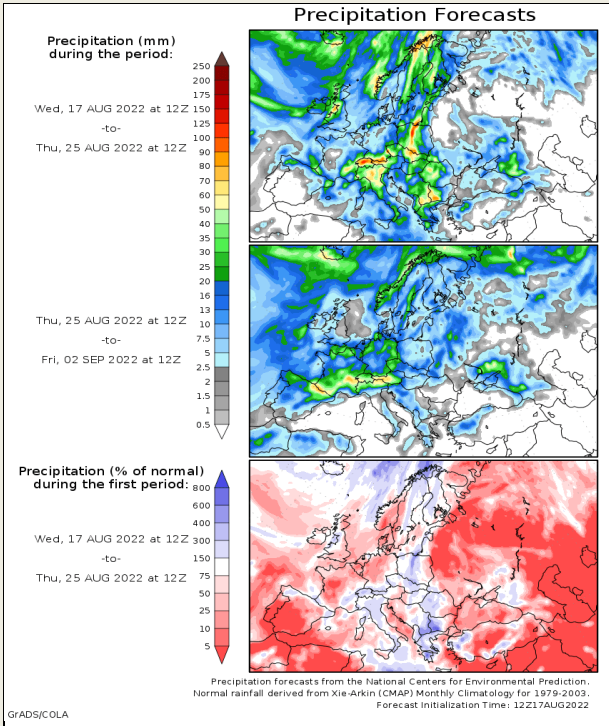 Precipitation Forecasts
Precipitation (mm)
during the period:
Wed, 17 AUG 2022 at 12Z
-to-
Thu, 25 AUG 2022 at 12Z
250
200
175
150
125
100
90
80
70
60
50
40
35
30
25
20
16
13
10
7.5
5
2.5
2
1.5
1
0.5
Thu, 25 AUG 2022 at 12Z
-to-
Fri, 02 SEP 2022 at 12Z
Precipitation (% of normal)
during the first period:
Wed, 17 AUG 2022 at 12Z
-to-
Thu, 25 AUG 2022 at 12Z
800
600
400
300
150
75
50
25
10
5
Precipitation forecasts from the National Centers for Environmental Prediction.
Normal rainfall derived from Xie-Arkin (CMAP) Monthly Climatology for 1979-2003.
Forecast Initialization Time: 12Z17AUG2022
GrADS/COLA